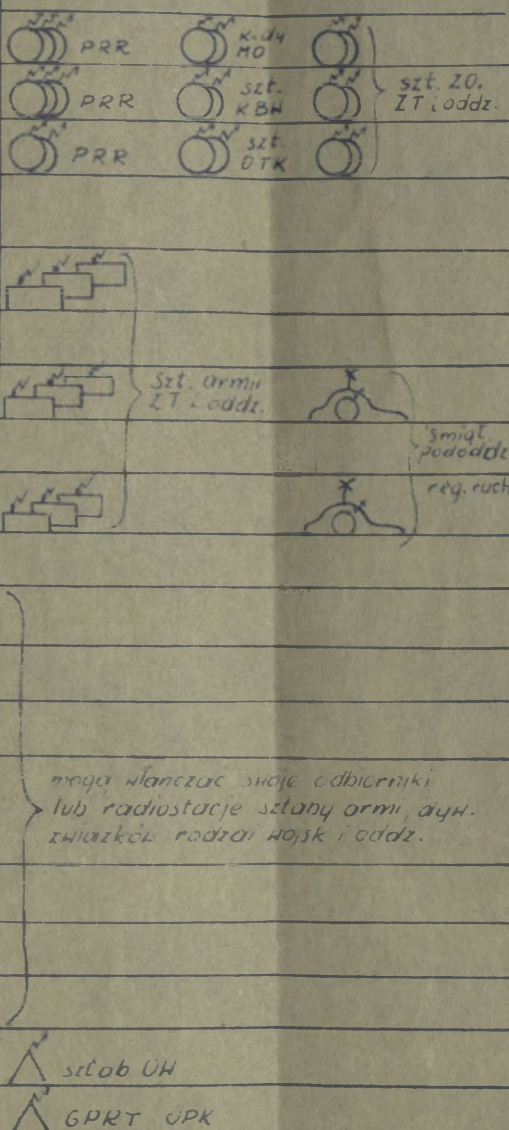 PRR
K-dy
MO
PRR
szt.
KBW
szt. ZO.
ZT i oddz.
PRR
szt.
OTK
Szt. armii
ZT i oddz.
Śmigł.
pododdz
reg. ruch
mogą włanczać swoje odbiorniki
lub radiostacje sztaby armi, dyw.
związków rodzai wojsk i oddz.
sztab OW
GPRT OPK